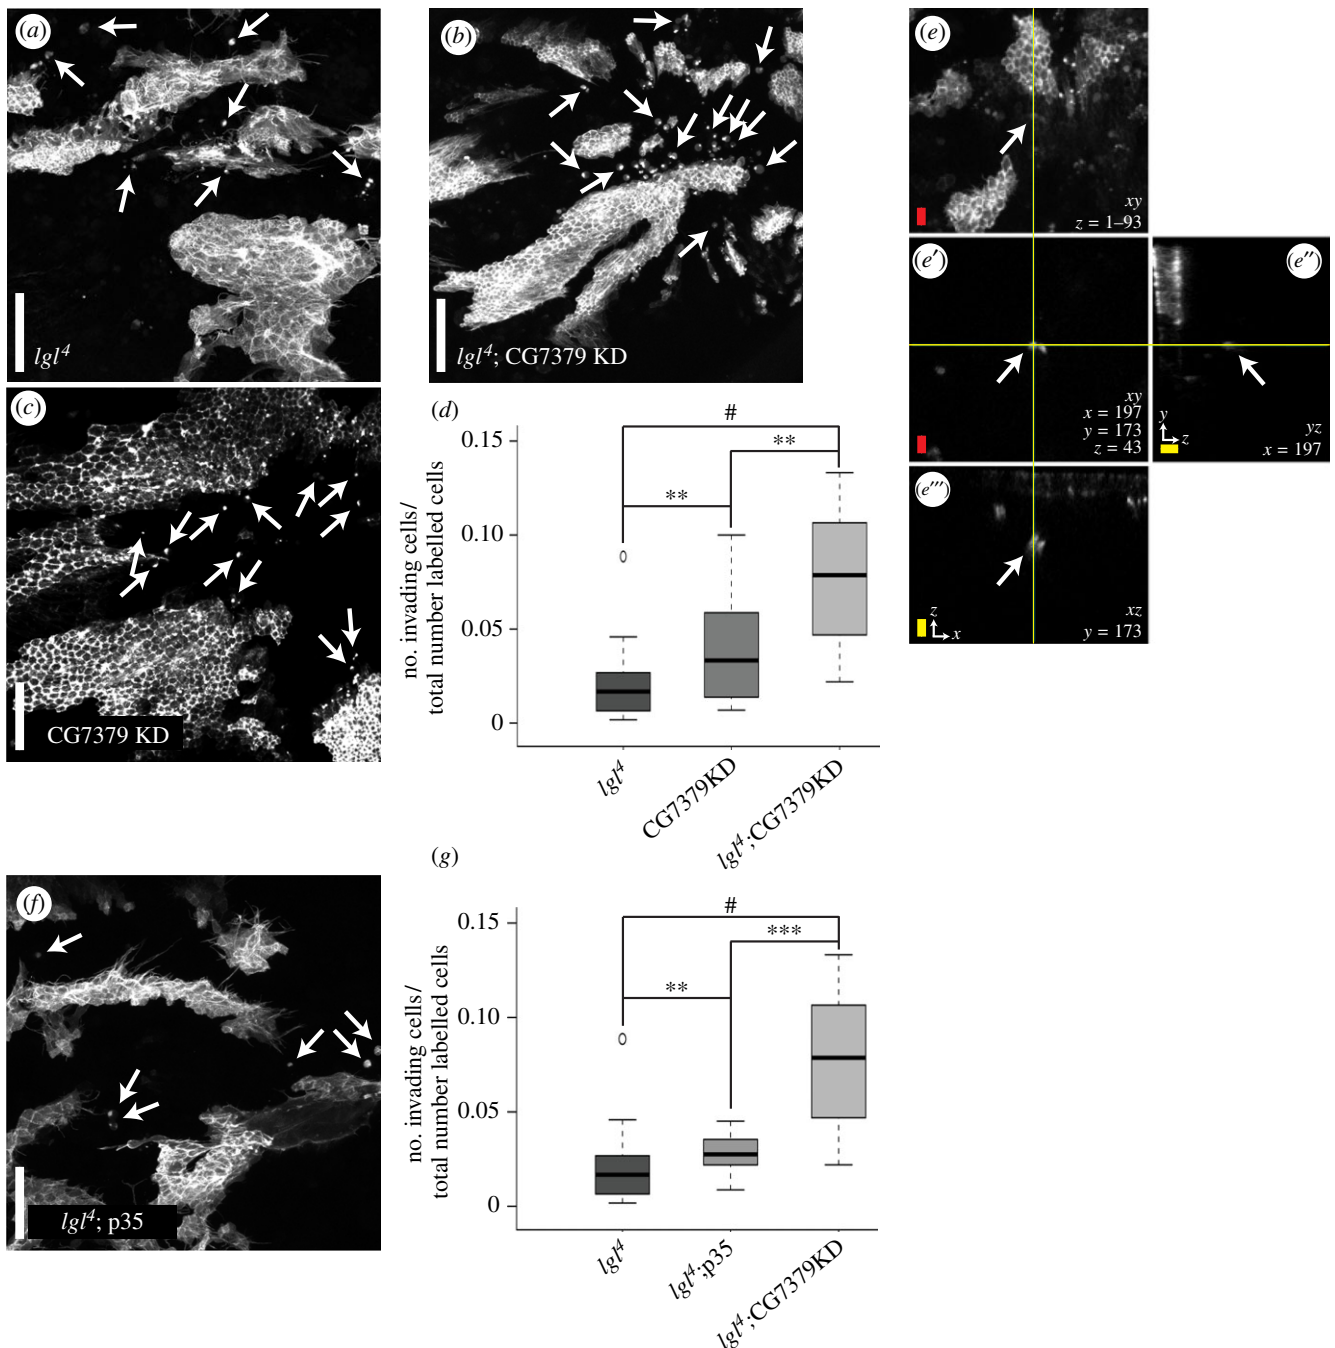 (a)
lgl⁴
(b)
lgl⁴; CG7379 KD
(c)
CG7379 KD
(d)
no. invading cells/
total number labelled cells
0.15
0.10
0.05
0
#
**
**
lgl⁴
CG7379KD
lgl⁴;CG7379KD
(e)
xy
z = 1–93
(e′)
xy
x = 197
y = 173
z = 43
(e″)
y
z
yz
x = 197
(e‴)
z
x
xz
y = 173
(f)
lgl⁴; p35
(g)
no. invading cells/
total number labelled cells
0.15
0.10
0.05
0
#
***
**
lgl⁴
lgl⁴;p35
lgl⁴;CG7379KD